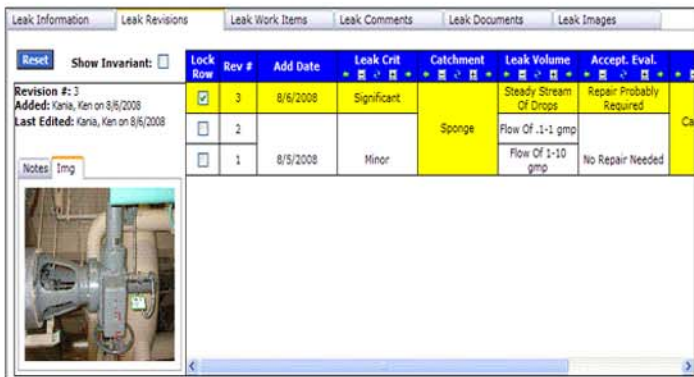 Leak Information Leak Revisions Leak Work Items Leak Comments Leak Documents Leak Images
Reset Show Invariant:
Lock Row Rev # Add Date Leak Crit Catchment Leak Volume Accept. Eval.
Revision #: 3
Added: Kania, Ken on 8/6/2008
Last Edited: Kania, Ken on 8/6/2008
3 8/6/2008 Significant Steady Stream Of Drops Repair Probably Required
Sponge Ca
2 Flow Of .1-1 gmp
1 8/5/2008 Minor Flow Of 1-10 gmp No Repair Needed
Notes Img